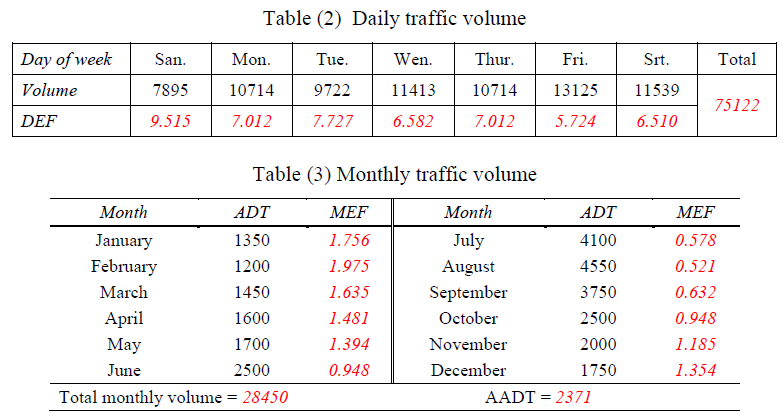 Table (2) Daily traffic volume
Day of week San. Mon. Tue. Wen. Thur. Fri. Srt. Total
Volume 7895 10714 9722 11413 10714 13125 11539 75122
DEF 9.515 7.012 7.727 6.582 7.012 5.724 6.510
Table (3) Monthly traffic volume
Month ADT MEF Month ADT MEF
January 1350 1.756 July 4100 0.578
February 1200 1.975 August 4550 0.521
March 1450 1.635 September 3750 0.632
April 1600 1.481 October 2500 0.948
May 1700 1.394 November 2000 1.185
June 2500 0.948 December 1750 1.354
Total monthly volume = 28450 AADT = 2371